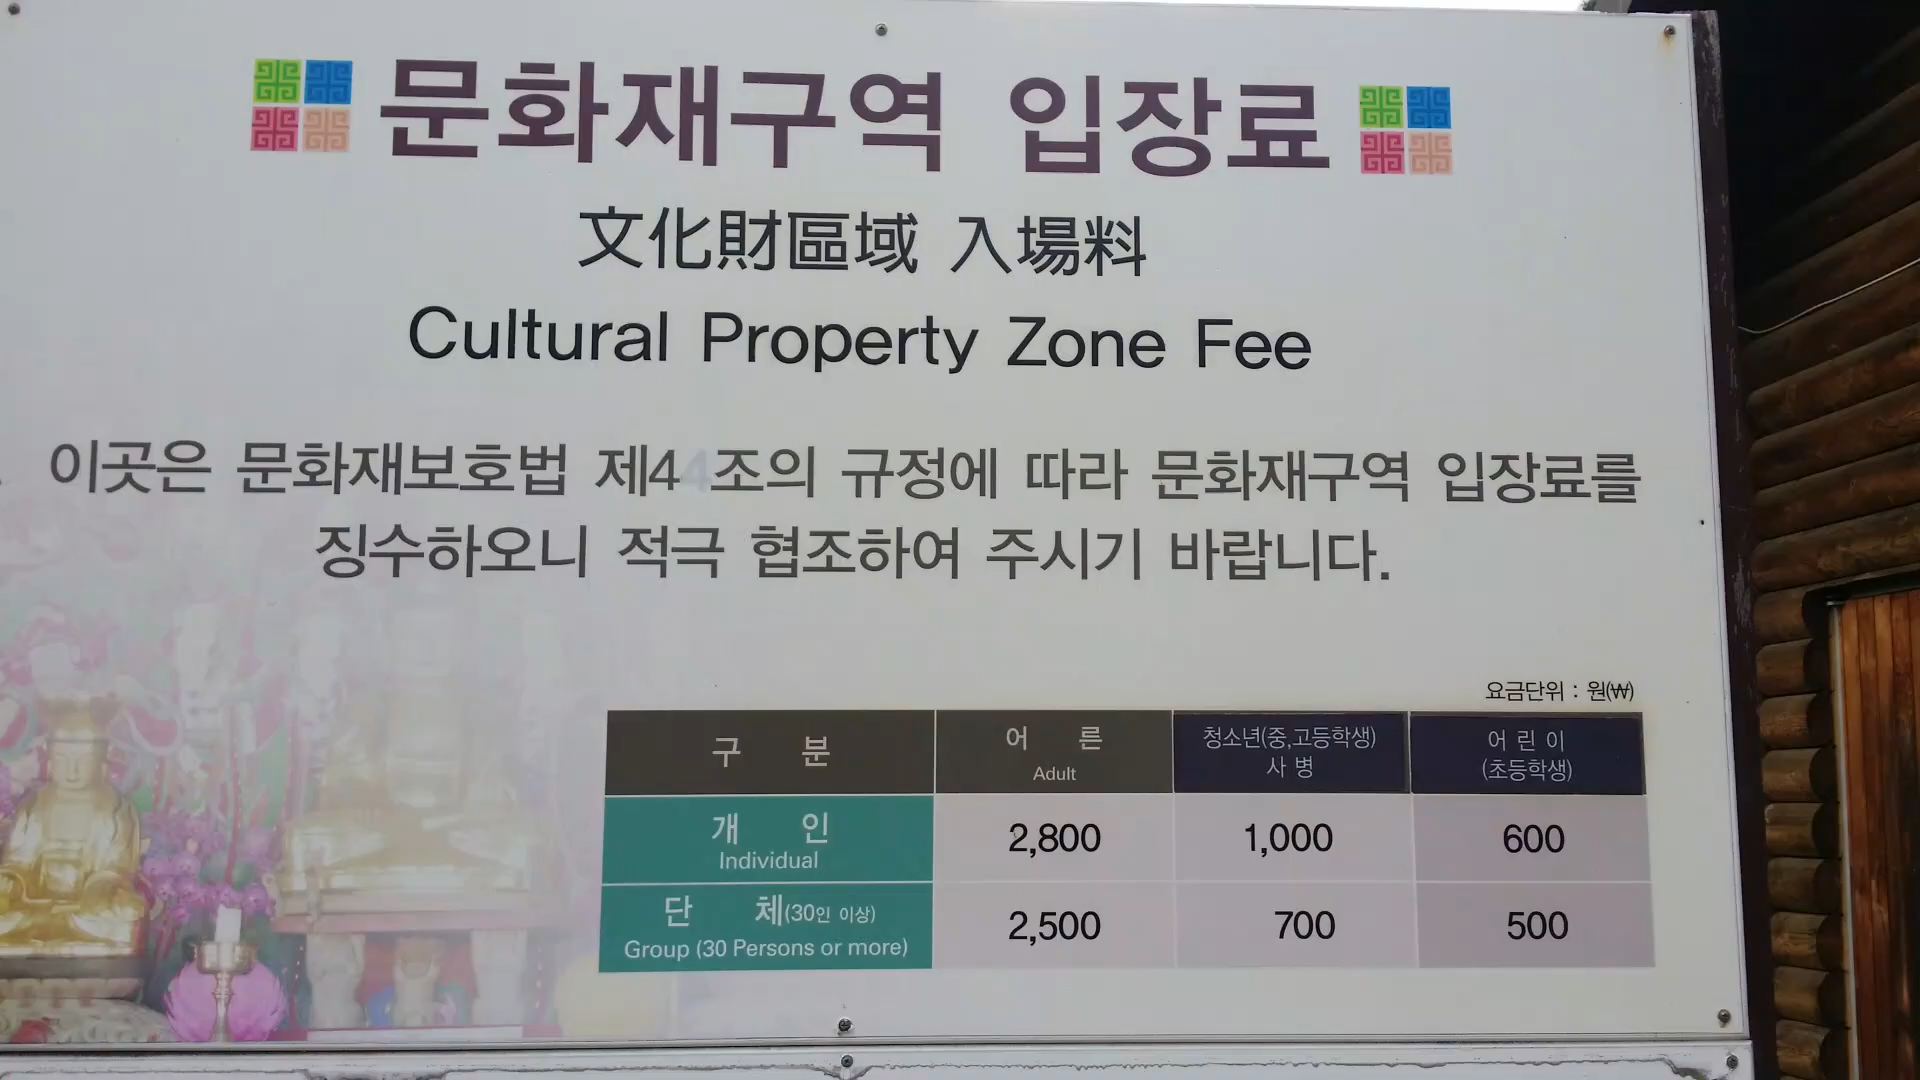 문화재구역 입장료
文化財區域 入場料
Cultural Property Zone Fee
이곳은 문화재보호법 제44조의 규정에 따라 문화재구역 입장료를
징수하오니 적극 협조하여 주시기 바랍니다.
요금단위 : 원(₩)
구 분 어 른 Adult 청소년(중,고등학생) 사 병 어 린 이 (초등학생)
개 인 Individual 2,800 1,000 600
단 체(30인 이상) Group (30 Persons or more) 2,500 700 500